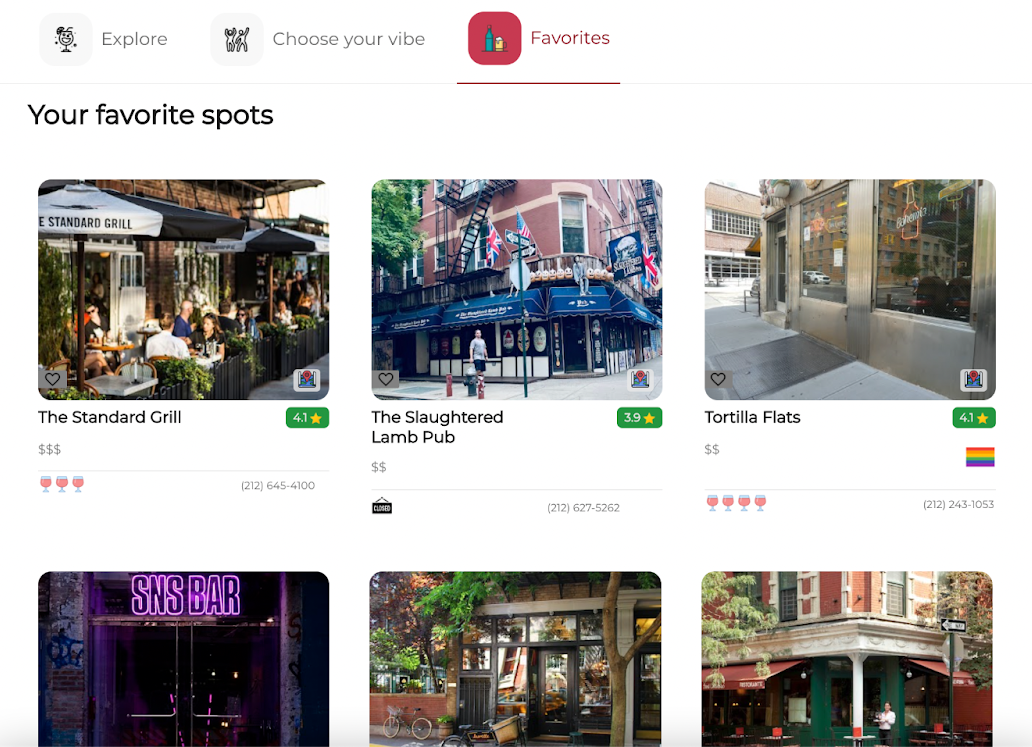 Explore
Choose your vibe
Favorites
Your favorite spots
E STANDARD GRILL
The Standard Grill
4.1
$$$
(212) 645-4100
The Slaughtered
Lamb Pub
3.9
$$
CLOSED
(212) 627-5262
Tortilla Flats
4.1
$$
(212) 243-1053
SNS BAR